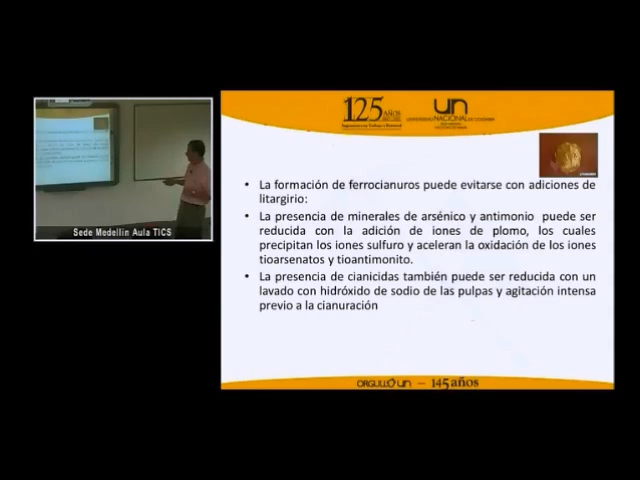 125 AÑOS
UN
UNIVERSIDAD NACIONAL DE COLOMBIA
• La formación de ferrocianuros puede evitarse con adiciones de
litargirio:
• La presencia de minerales de arsénico y antimonio puede ser
reducida con la adición de iones de plomo, los cuales
precipitan los iones sulfuro y aceleran la oxidación de los iones
tioarsenatos y tioantimonito.
• La presencia de cianicidas también puede ser reducida con un
lavado con hidróxido de sodio de las pulpas y agitación intensa
previo a la cianuración
Sede Medellín Aula TICS
ORGULLO UN — 145 años